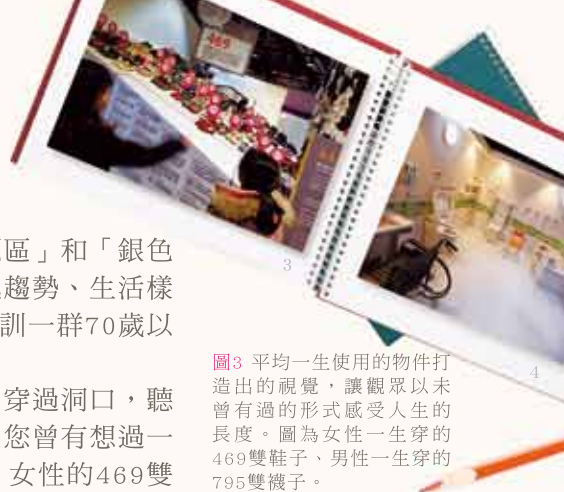 469
3
4
區」和「銀色
趨勢、生活樣
訓一群70歲以
穿過洞口，聽
您曾有想過一
女性的469雙
圖3 平均一生使用的物件打
造出的視覺，讓觀眾以未
曾有過的形式感受人生的
長度。圖為女性一生穿的
469雙鞋子、男性一生穿的
795雙襪子。